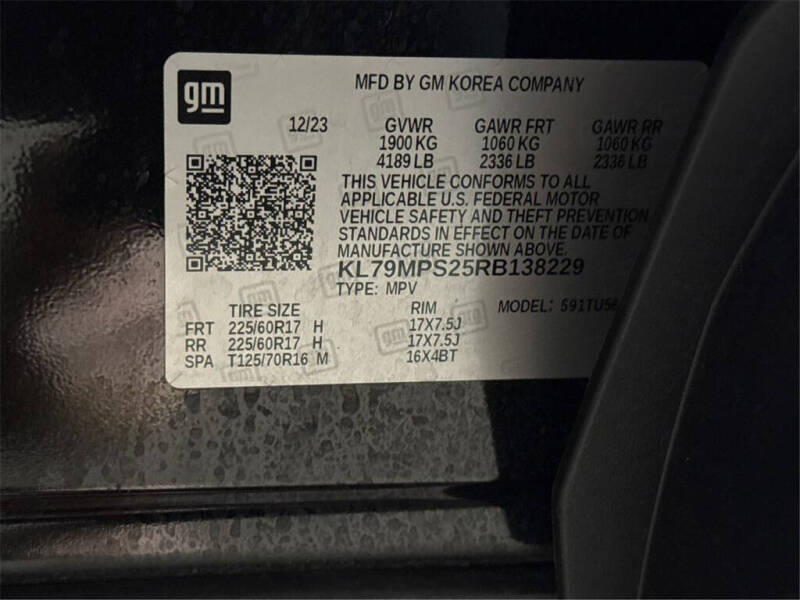 gm
MFD BY GM KOREA COMPANY
12/23 GVWR GAWR FRT GAWR RR
1900 KG 1060 KG 1060 KG
4189 LB 2336 LB 2336 LB
THIS VEHICLE CONFORMS TO ALL
APPLICABLE U.S. FEDERAL MOTOR
VEHICLE SAFETY AND THEFT PREVENTION
STANDARDS IN EFFECT ON THE DATE OF
MANUFACTURE SHOWN ABOVE.
KL79MPS25RB138229
TYPE: MPV MODEL:
TIRE SIZE RIM
FRT 225/60R17 H 17X7.5J
RR 225/60R17 H 17X7.5J
SPA T125/70R16 M 16X4BT